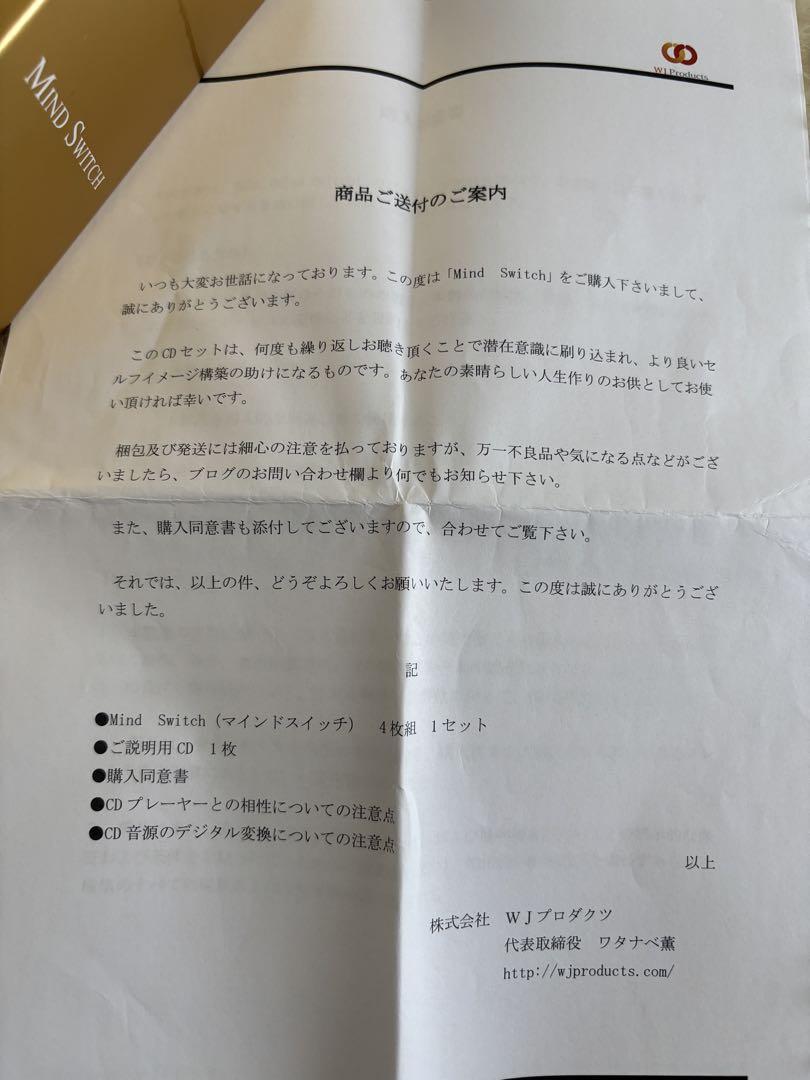 MIND SWITCH
WJ Products
商品ご送付のご案内
いつも大変お世話になっております。この度は「Mind Switch」をご購入下さいまして、
誠にありがとうございます。
このCDセットは、何度も繰り返しお聴き頂くことで潜在意識に刷り込まれ、より良いセ
ルフイメージ構築の助けになるものです。あなたの素晴らしい人生作りのお供としてお使
い頂ければ幸いです。
梱包及び発送には細心の注意を払っておりますが、万一不良品や気になる点などがござ
いましたら、ブログのお問い合わせ欄より何でもお知らせ下さい。
また、購入同意書も添付してございますので、合わせてご覧下さい。
それでは、以上の件、どうぞよろしくお願いいたします。この度は誠にありがとうござ
いました。
記
●Mind Switch（マインドスイッチ） 4枚組 1セット
●ご説明用CD 1枚
●購入同意書
●CDプレーヤーとの相性についての注意点
●CD音源のデジタル変換についての注意点
以上
株式会社 WJプロダクツ
代表取締役 ワタナベ薫
http://wjproducts.com/